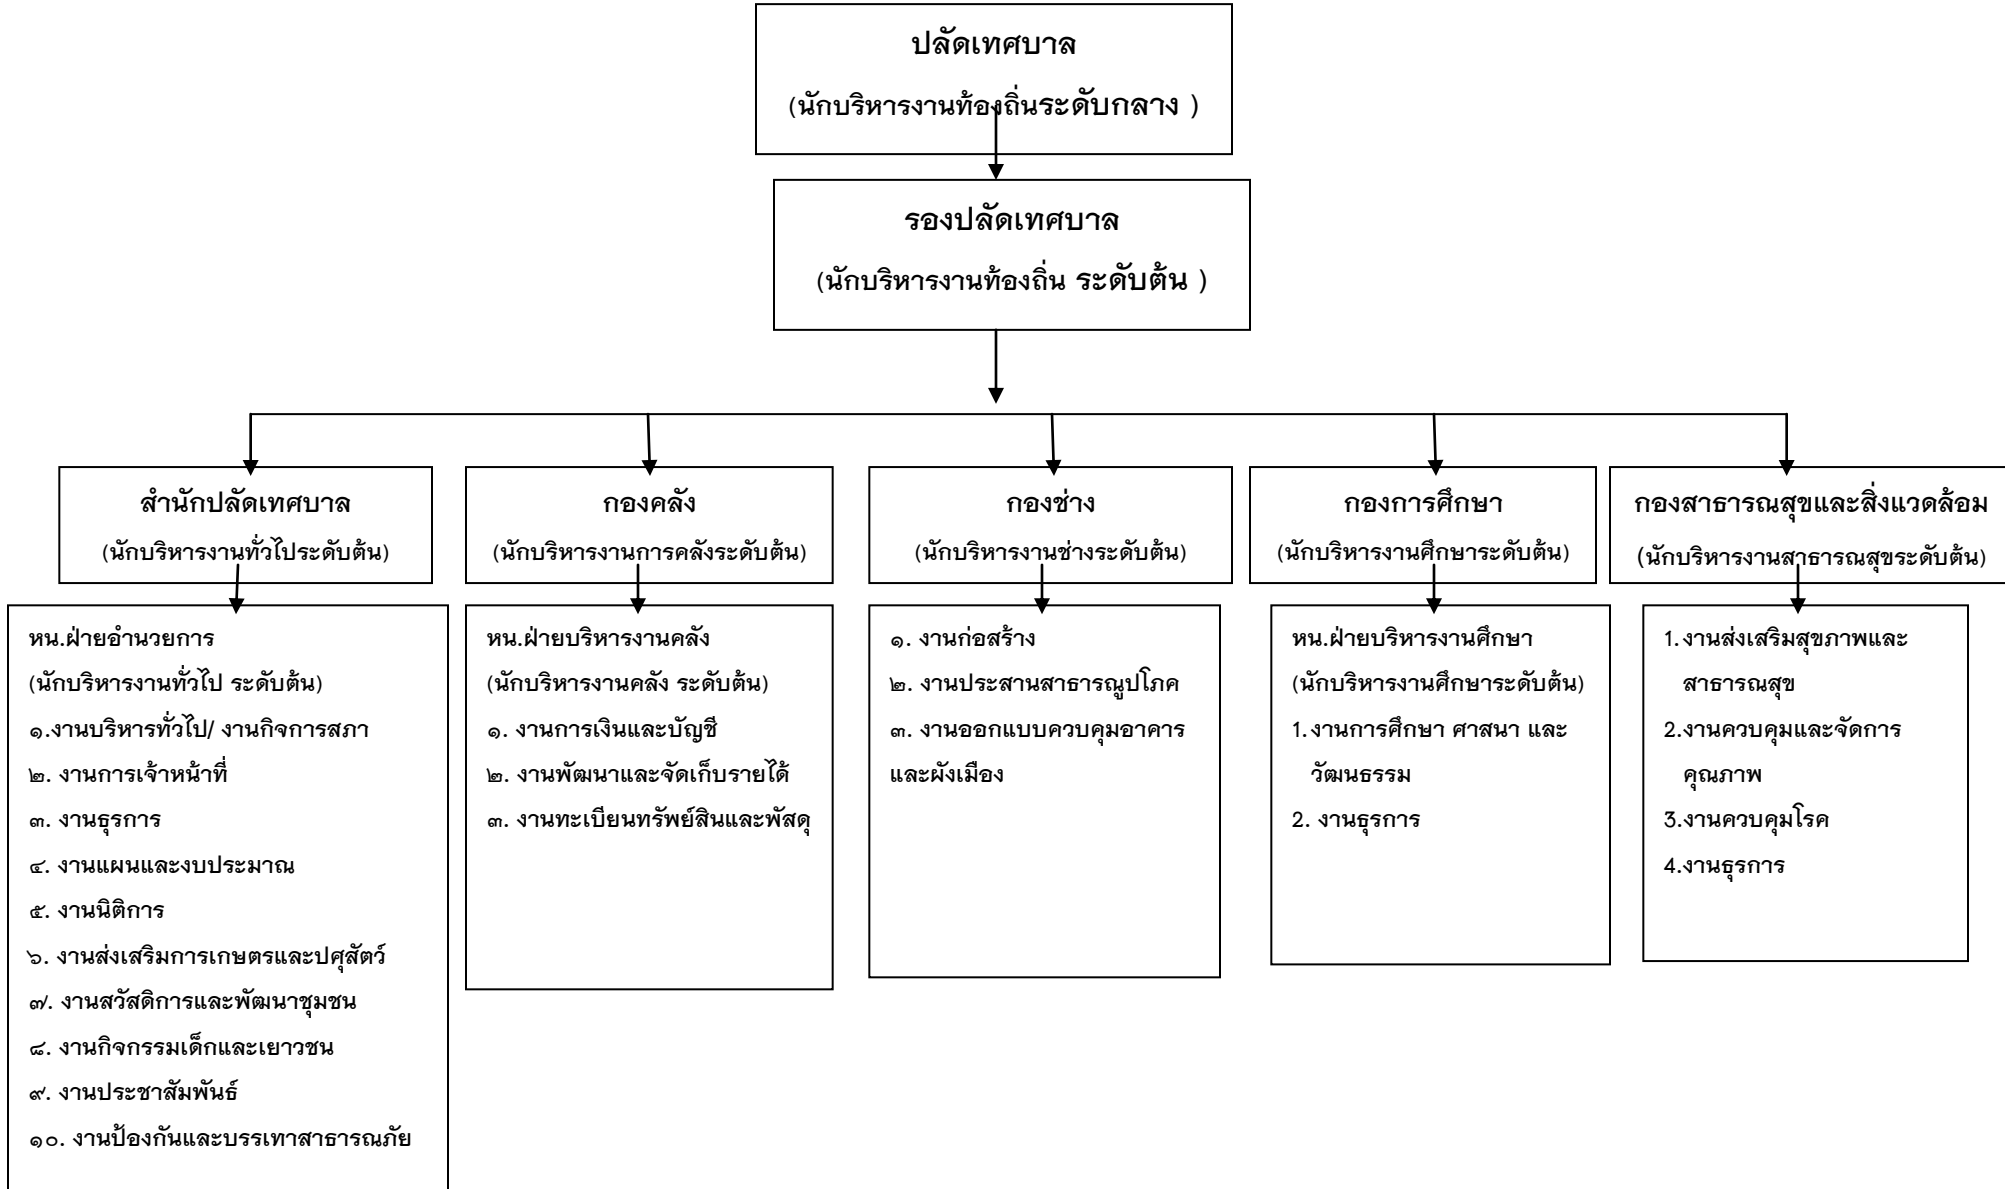 ปลัดเทศบาล
(นักบริหารงานท้องถิ่นระดับกลาง )
รองปลัดเทศบาล
(นักบริหารงานท้องถิ่น ระดับต้น )
สำนักปลัดเทศบาล
(นักบริหารงานทั่วไประดับต้น)
กองคลัง
(นักบริหารงานการคลังระดับต้น)
กองช่าง
(นักบริหารงานช่างระดับต้น)
กองการศึกษา
(นักบริหารงานศึกษาระดับต้น)
กองสาธารณสุขและสิ่งแวดล้อม
(นักบริหารงานสาธารณสุขระดับต้น)
หน.ฝ่ายอำนวยการ
(นักบริหารงานทั่วไป ระดับต้น)
๑.งานบริหารทั่วไป/ งานกิจการสภา
๒. งานการเจ้าหน้าที่
๓. งานธุรการ
๔. งานแผนและงบประมาณ
๕. งานนิติการ
๖. งานส่งเสริมการเกษตรและปศุสัตว์
๗. งานสวัสดิการและพัฒนาชุมชน
๘. งานกิจกรรมเด็กและเยาวชน
๙. งานประชาสัมพันธ์
๑๐. งานป้องกันและบรรเทาสาธารณภัย
หน.ฝ่ายบริหารงานคลัง
(นักบริหารงานคลัง ระดับต้น)
๑. งานการเงินและบัญชี
๒. งานพัฒนาและจัดเก็บรายได้
๓. งานทะเบียนทรัพย์สินและพัสดุ
๑. งานก่อสร้าง
๒. งานประสานสาธารณูปโภค
๓. งานออกแบบควบคุมอาคาร
และผังเมือง
หน.ฝ่ายบริหารงานศึกษา
(นักบริหารงานศึกษาระดับต้น)
1.งานการศึกษา ศาสนา และ
วัฒนธรรม
2. งานธุรการ
1.งานส่งเสริมสุขภาพและ
สาธารณสุข
2.งานควบคุมและจัดการ
คุณภาพ
3.งานควบคุมโรค
4.งานธุรการ